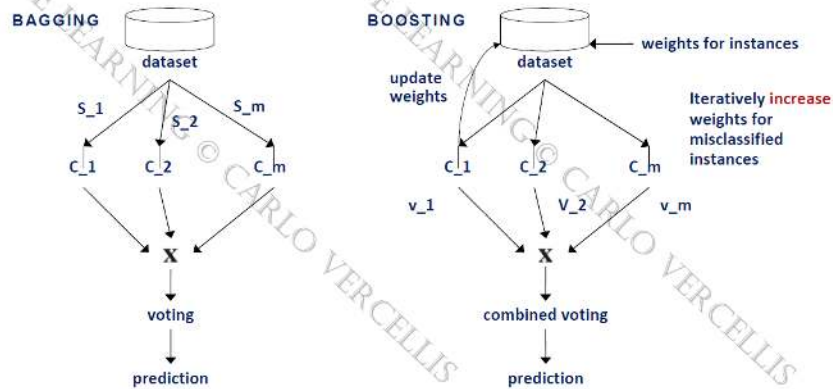 BAGGING
dataset
S_1
S_2
S_m
C_1
C_2
C_m
X
voting
prediction
BOOSTING
weights for instances
dataset
update
weights
Iteratively increase
weights for
misclassified
instances
C_1
C_2
C_m
v_1
V_2
v_m
X
combined voting
prediction
E LEARNING © CARLO VERCELLIS
E LEARNING © CARLO VERCELLIS